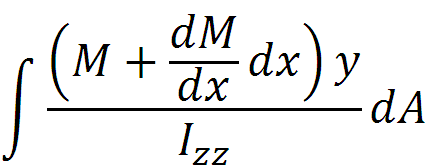 ∫ (M + dM/dx dx) y / I_zz dA